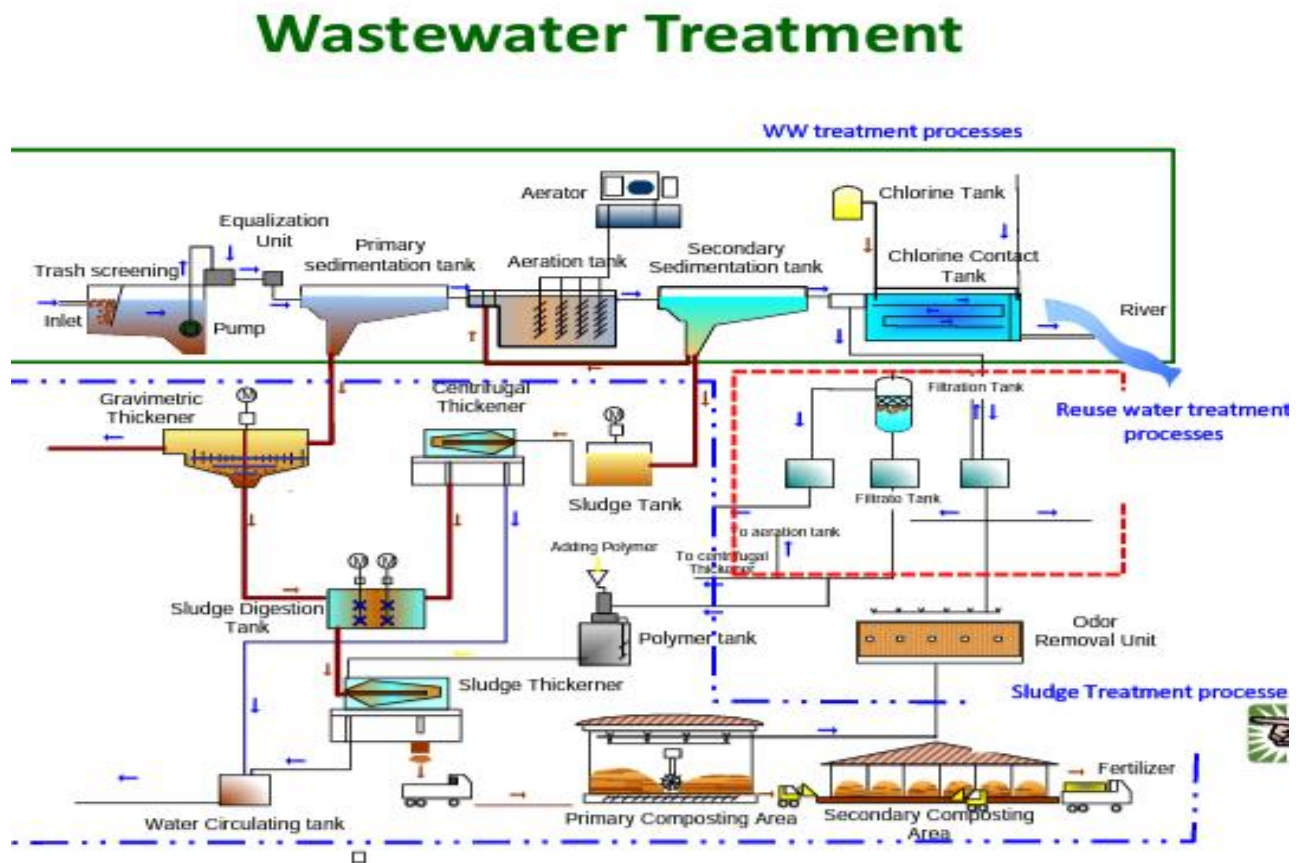 Wastewater Treatment
WW treatment processes
Aerator
Chlorine Tank
Equalization
Unit
Primary
sedimentation tank
Aeration tank
Secondary
Sedimentation tank
Chlorine Contact
Tank
Trash screening
Inlet
Pump
River
Gravimetric
Thickener
M
Centrifugal
Thickener
M
Filtration Tank
Reuse water treatment
processes
Sludge Tank
Filtrate Tank
To aeration tank
Adding Polymer
To centrifugal
Thickener
M M
Sludge Digestion
Tank
Polymer tank
Odor
Removal Unit
Sludge Thickerner
Sludge Treatment processe
Fertilizer
Water Circulating tank
Primary Composting Area
Secondary Composting
Area